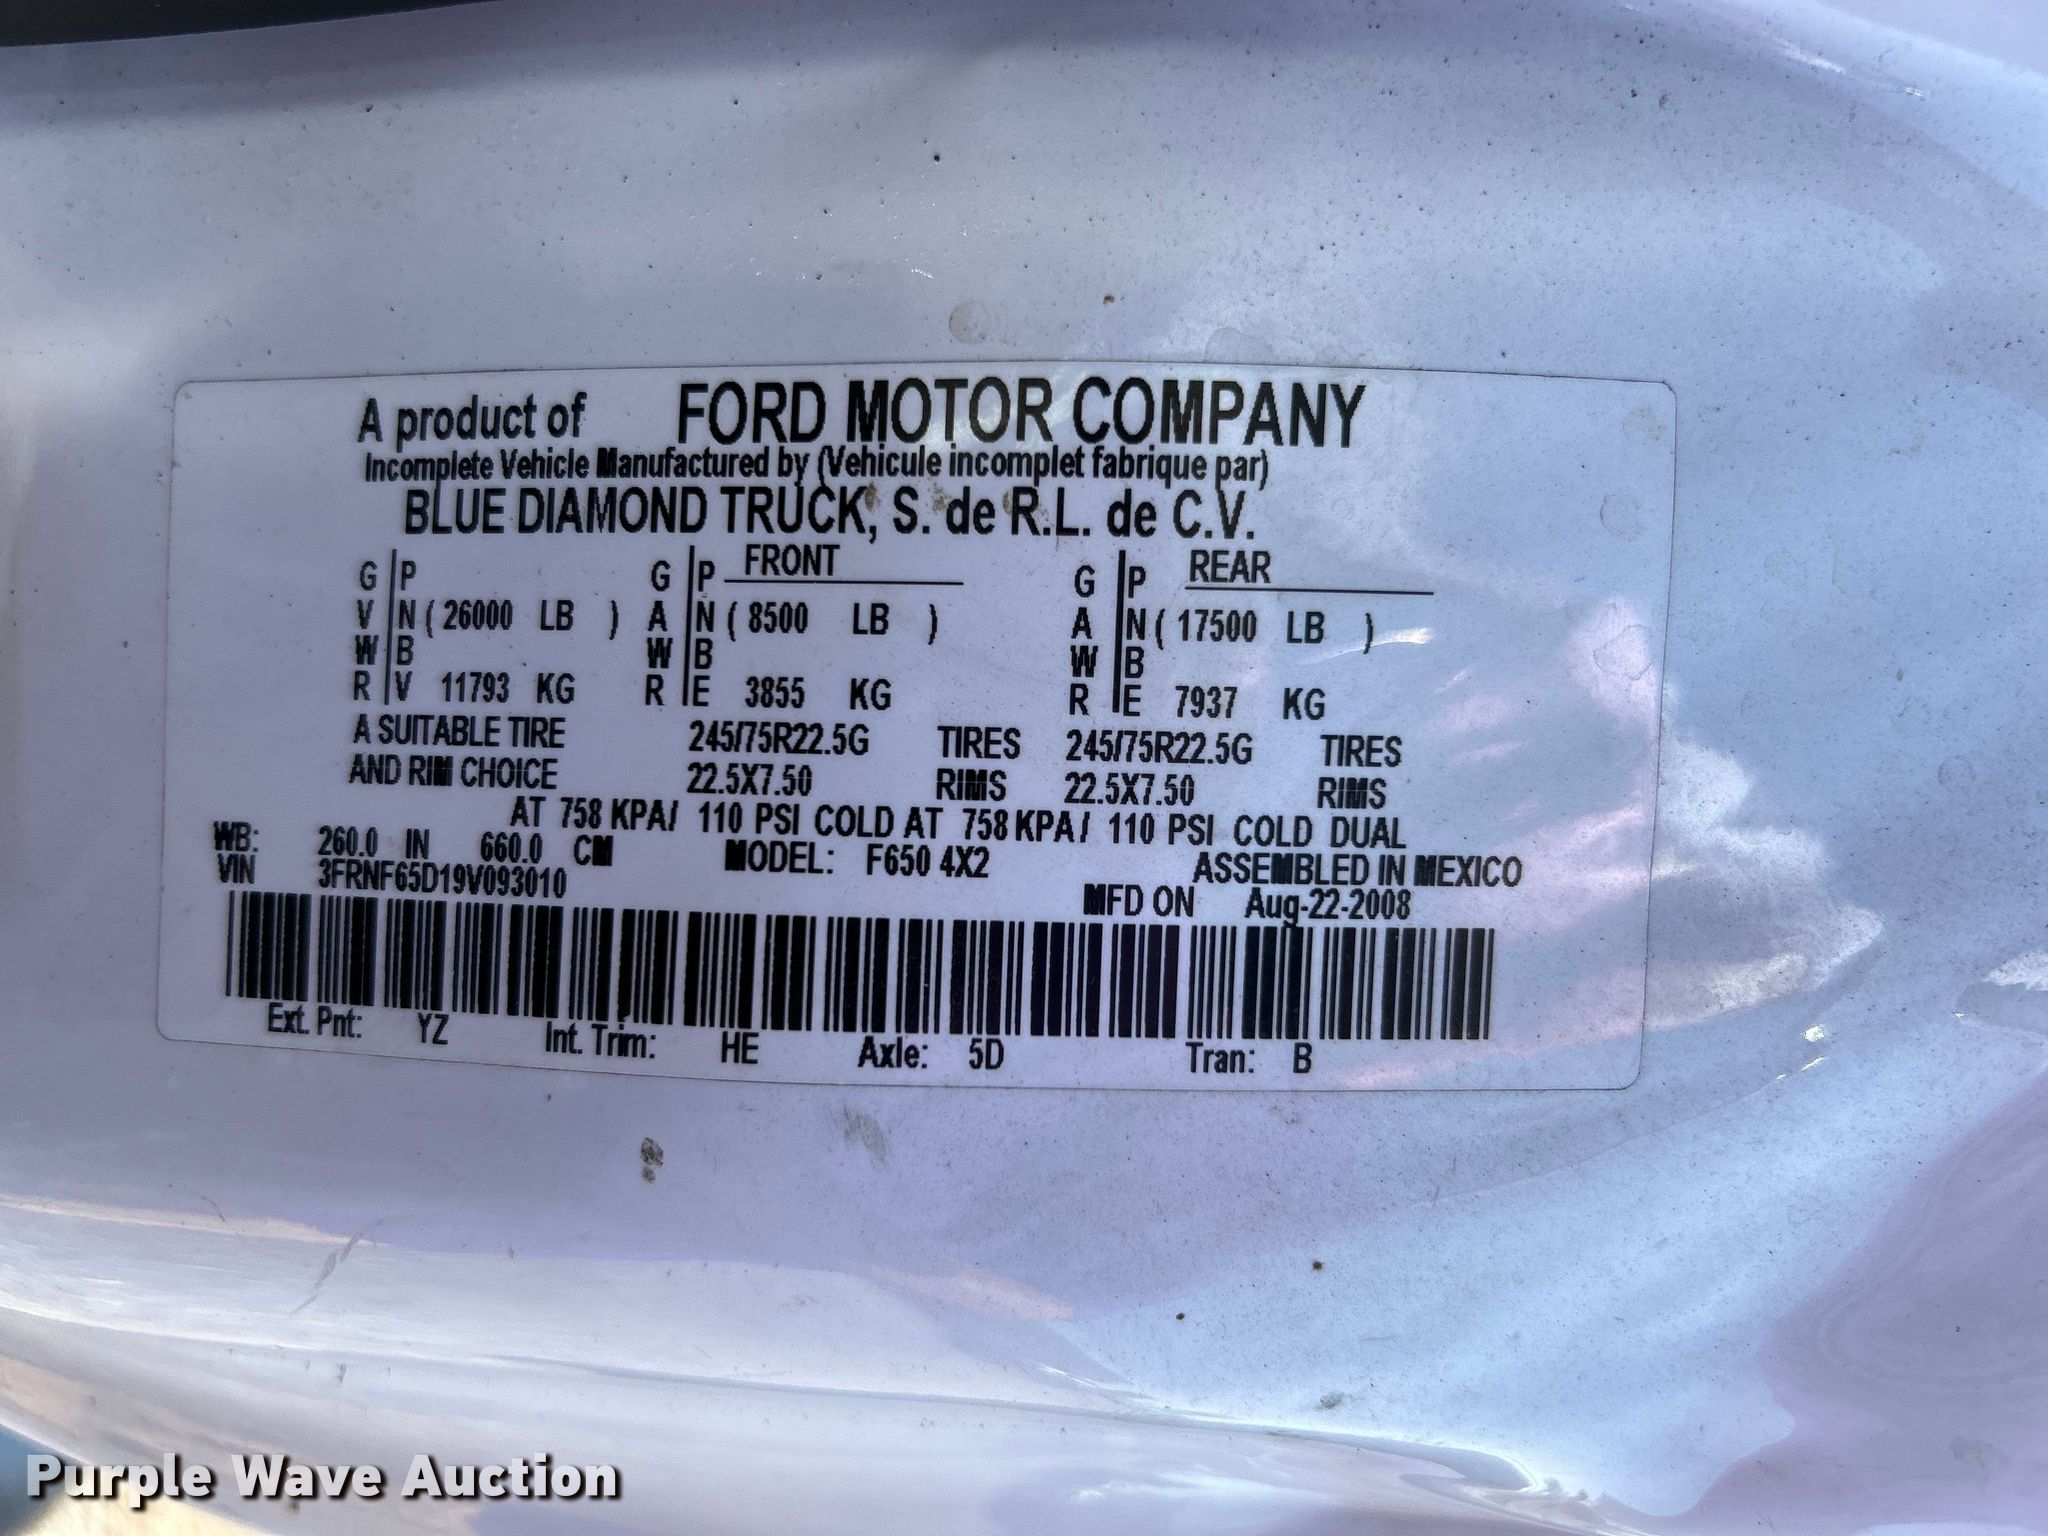 A product of FORD MOTOR COMPANY
Incomplete Vehicle Manufactured by (Vehicule incomplet fabrique par)
BLUE DIAMOND TRUCK, S. de R.L. de C.V.
G P G P FRONT G P REAR
V N ( 26000 LB ) A N ( 8500 LB ) A N ( 17500 LB )
W B W B W B
R V 11793 KG R E 3855 KG R E 7937 KG
A SUITABLE TIRE 245/75R22.5G TIRES 245/75R22.5G TIRES
AND RIM CHOICE 22.5X7.50 RIMS 22.5X7.50 RIMS
AT 758 KPA/ 110 PSI COLD AT 758 KPA/ 110 PSI COLD DUAL
WB: 260.0 IN 660.0 CM MODEL: F650 4X2 ASSEMBLED IN MEXICO
VIN 3FRNF65D19V093010 MFD ON Aug-22-2008
Ext. Pnt: YZ Int. Trim: HE Axle: 5D Tran: B
Purple Wave Auction